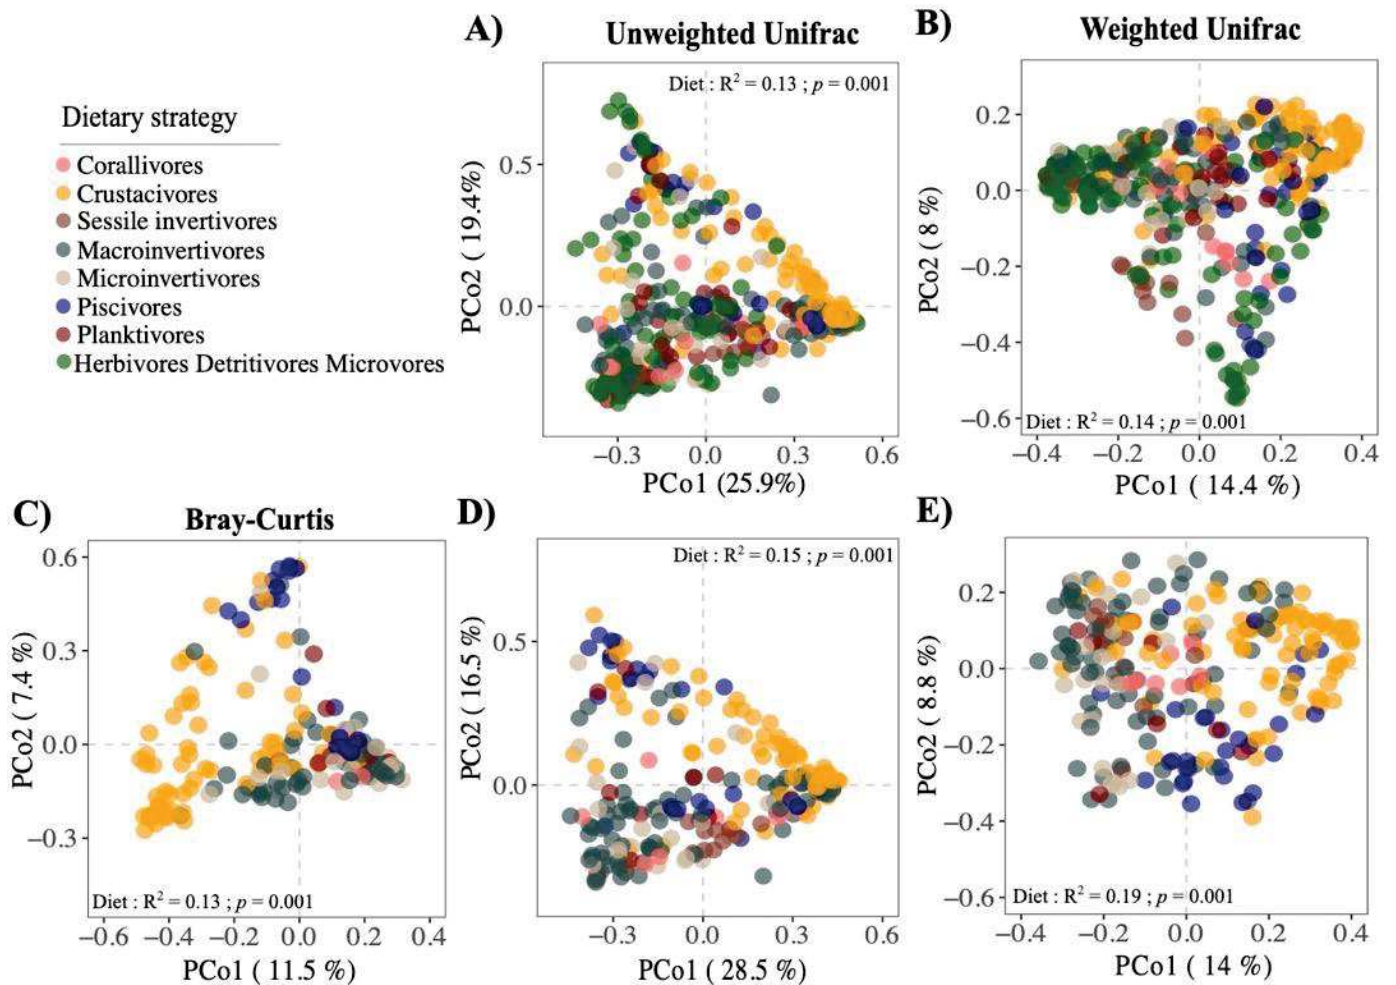 A)
Unweighted Unifrac
B)
Weighted Unifrac
Dietary strategy
Corallivores
Crustacivores
Sessile invertivores
Macroinvertivores
Microinvertivores
Piscivores
Planktivores
Herbivores Detritivores Microvores
Diet : R² = 0.13 ; p = 0.001
PCo2 ( 19.4%)
0.5
0.0
−0.3
0.0
0.3
0.6
PCo1 (25.9%)
PCo2 ( 8 %)
0.2
0.0
−0.2
−0.4
−0.6
Diet : R² = 0.14 ; p = 0.001
−0.4
−0.2
0.0
0.2
0.4
PCo1 ( 14.4 %)
C)
Bray-Curtis
PCo2 ( 7.4 %)
0.6
0.3
0.0
−0.3
Diet : R² = 0.13 ; p = 0.001
−0.6
−0.4
−0.2
0.0
0.2
0.4
PCo1 ( 11.5 %)
D)
Diet : R² = 0.15 ; p = 0.001
PCo2 ( 16.5 %)
0.5
0.0
−0.3
0.0
0.3
0.6
PCo1 ( 28.5 %)
E)
PCo2 ( 8.8 %)
0.2
0.0
−0.2
−0.4
−0.6
Diet : R² = 0.19 ; p = 0.001
−0.4
−0.2
0.0
0.2
0.4
PCo1 ( 14 %)